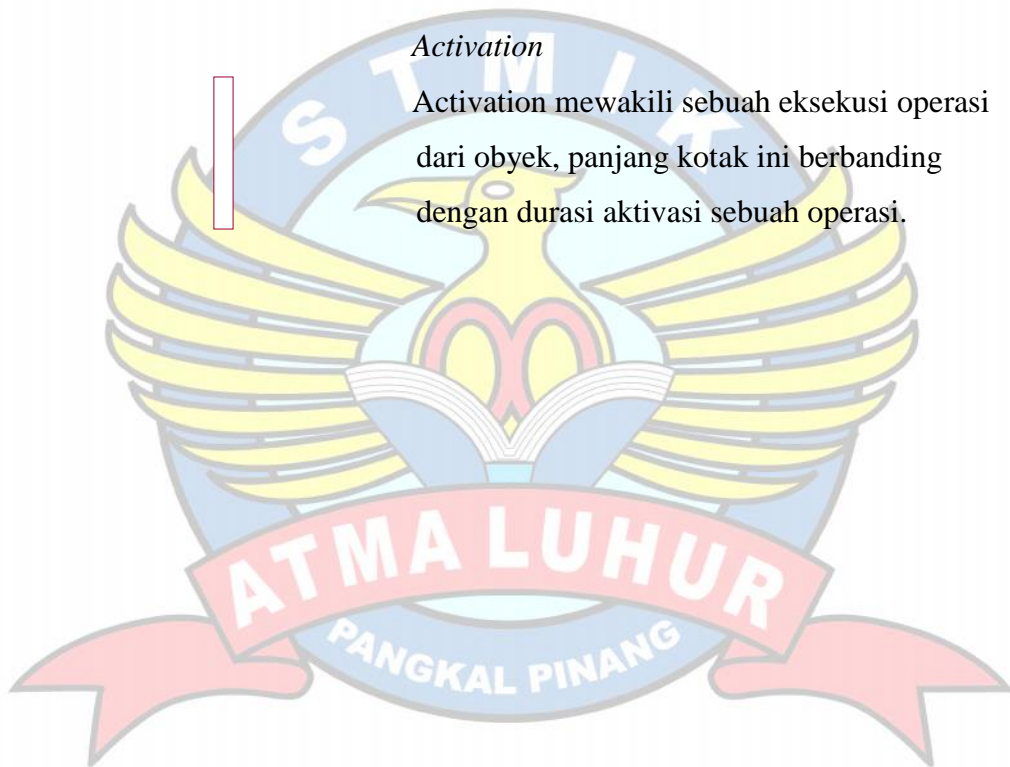 Activation
Activation mewakili sebuah eksekusi operasi
dari obyek, panjang kotak ini berbanding
dengan durasi aktivasi sebuah operasi.
STMIK
ATMA LUHUR
PANGKAL PINANG